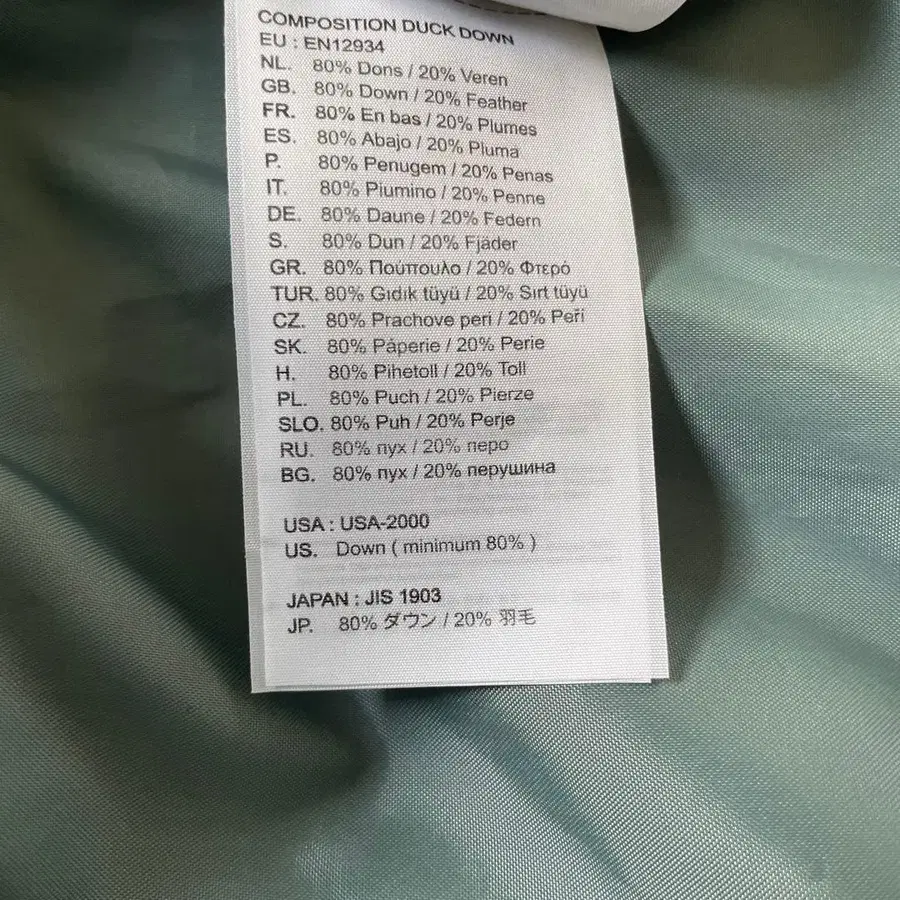 COMPOSITION DUCK DOWN
EU : EN12934
NL. 80% Dons / 20% Veren
GB. 80% Down / 20% Feather
FR. 80% En bas / 20% Plumes
ES. 80% Abajo / 20% Pluma
P. 80% Penugem / 20% Penas
IT. 80% Piumino / 20% Penne
DE. 80% Daune / 20% Federn
S. 80% Dun / 20% Fjäder
GR. 80% Πούπουλο / 20% Φτερό
TUR. 80% Gıdık tüyü / 20% Sırt tüyü
CZ. 80% Prachove peri / 20% Peří
SK. 80% Páperie / 20% Perie
H. 80% Pihetoll / 20% Toll
PL. 80% Puch / 20% Pierze
SLO. 80% Puh / 20% Perje
RU. 80% пух / 20% перо
BG. 80% пух / 20% перушина
USA : USA-2000
US. Down ( minimum 80% )
JAPAN : JIS 1903
JP. 80% ダウン / 20% 羽毛